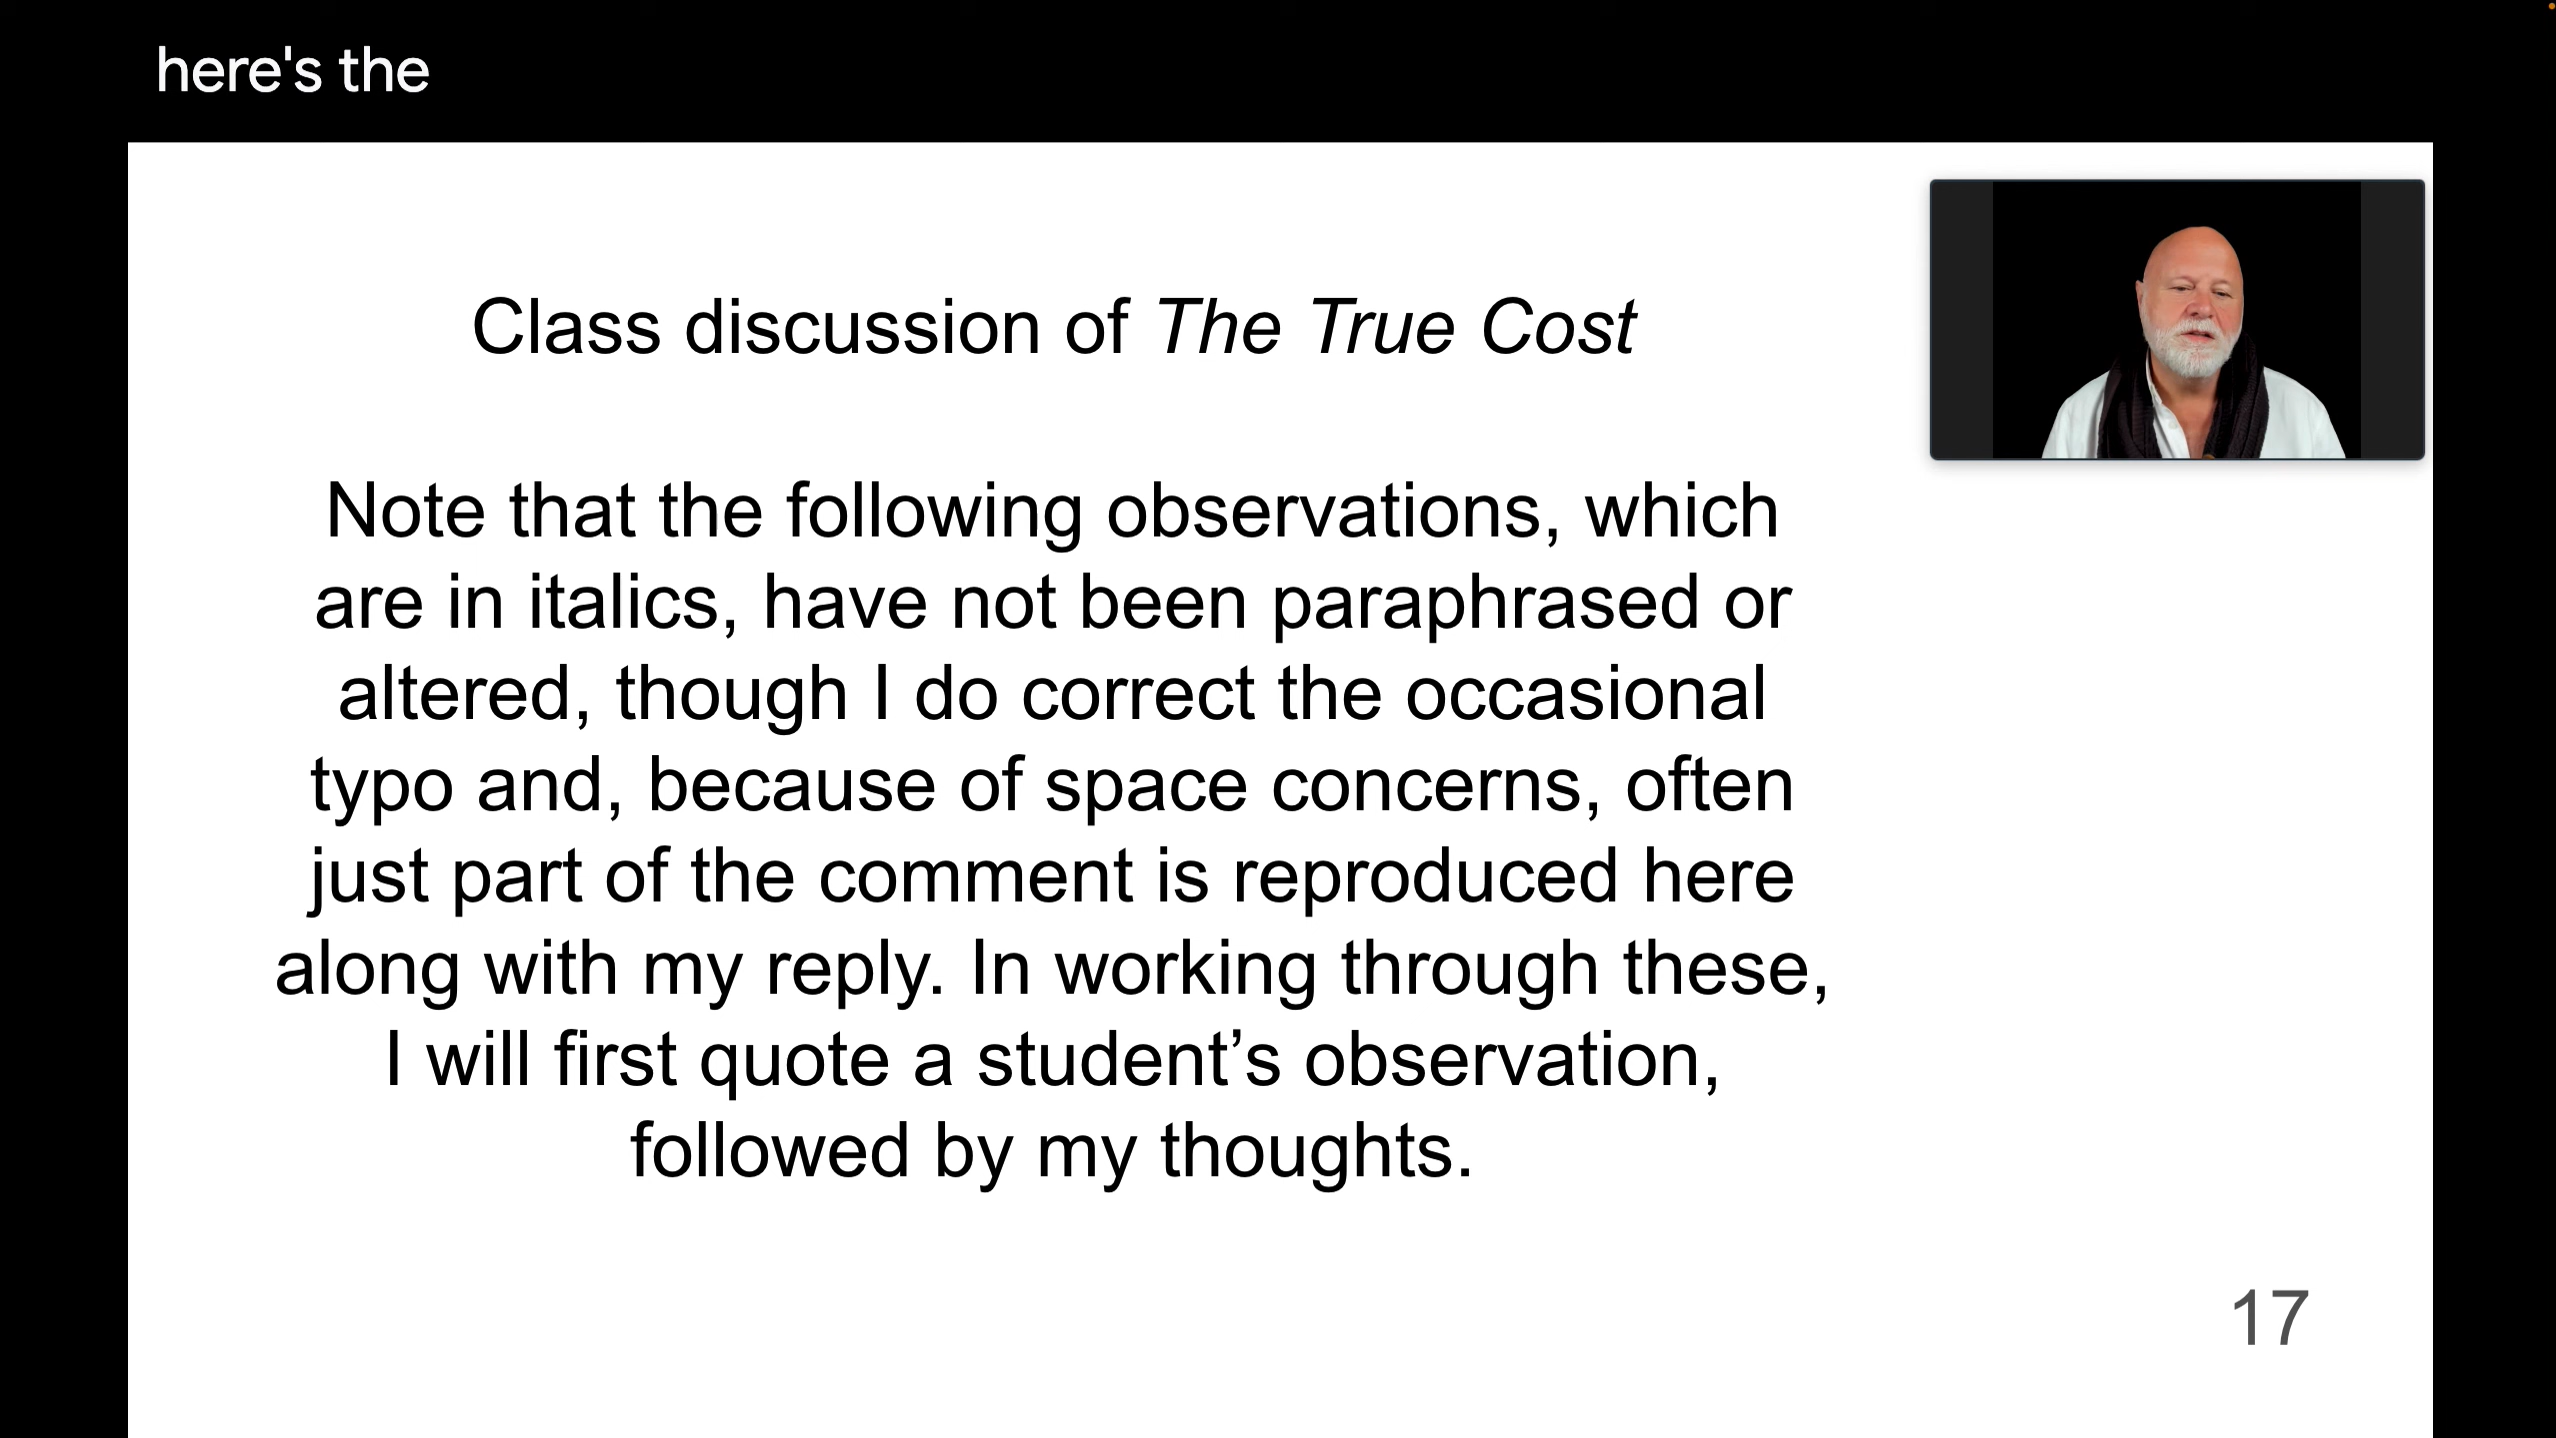 here's the
Class discussion of The True Cost
Note that the following observations, which
are in italics, have not been paraphrased or
altered, though I do correct the occasional
typo and, because of space concerns, often
just part of the comment is reproduced here
along with my reply. In working through these,
I will first quote a student’s observation,
followed by my thoughts.
17